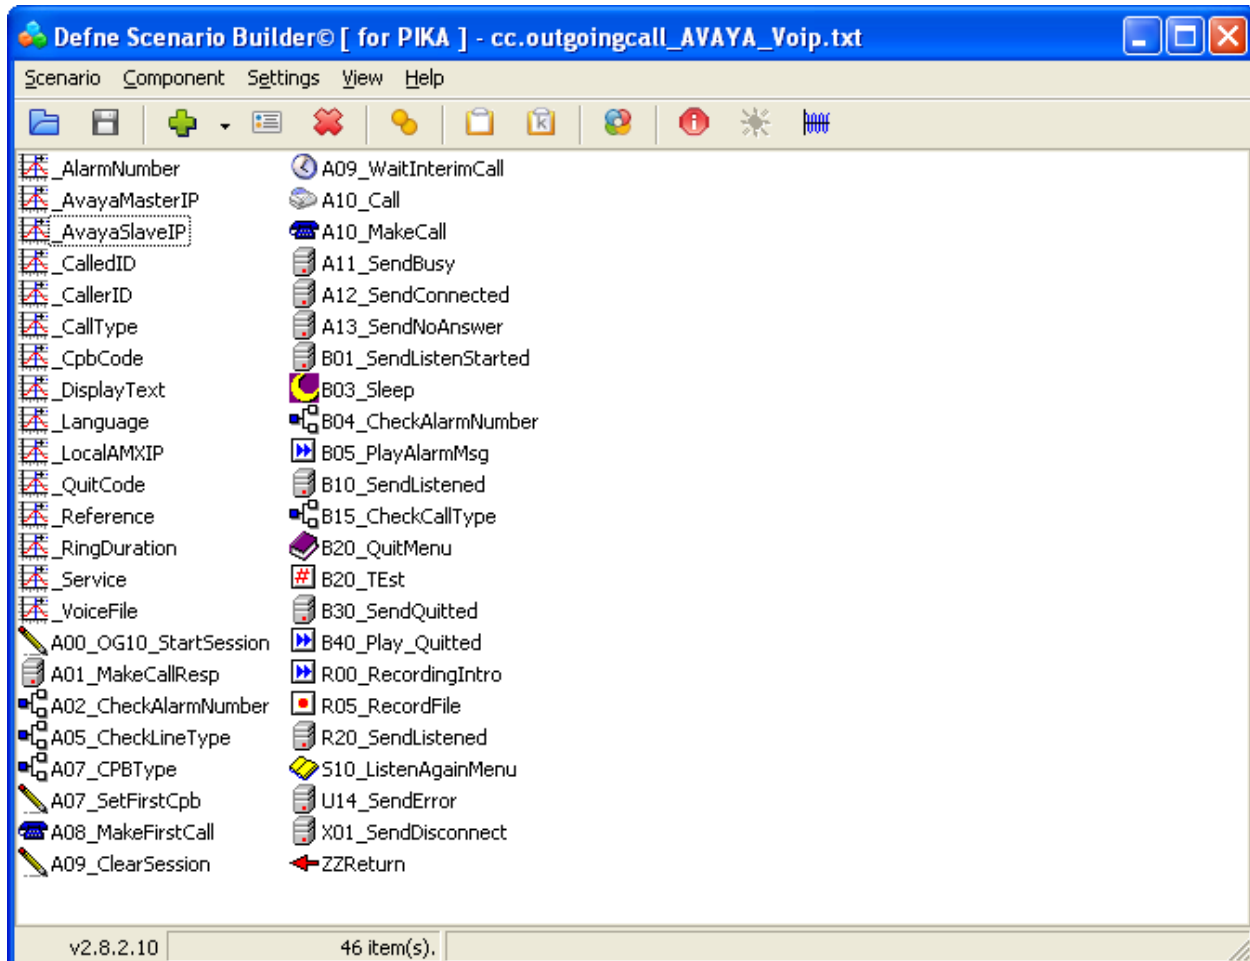 Defne Scenario Builder© [ for PIKA ] - cc.outgoingcall_AVAYA_Voip.txt
Scenario Component Settings View Help
_AlarmNumber
_AvayaMasterIP
_AvayaSlaveIP
_CalledID
_CallerID
_CallType
_CpbCode
_DisplayText
_Language
_LocalAMXIP
_QuitCode
_Reference
_RingDuration
_Service
_VoiceFile
A00_OG10_StartSession
A01_MakeCallResp
A02_CheckAlarmNumber
A05_CheckLineType
A07_CPBType
A07_SetFirstCpb
A08_MakeFirstCall
A09_ClearSession
A09_WaitInterimCall
A10_Call
A10_MakeCall
A11_SendBusy
A12_SendConnected
A13_SendNoAnswer
B01_SendListenStarted
B03_Sleep
B04_CheckAlarmNumber
B05_PlayAlarmMsg
B10_SendListened
B15_CheckCallType
B20_QuitMenu
B20_TEst
B30_SendQuitted
B40_Play_Quitted
R00_RecordingIntro
R05_RecordFile
R20_SendListened
S10_ListenAgainMenu
U14_SendError
X01_SendDisconnect
ZZReturn
v2.8.2.10 46 item(s).